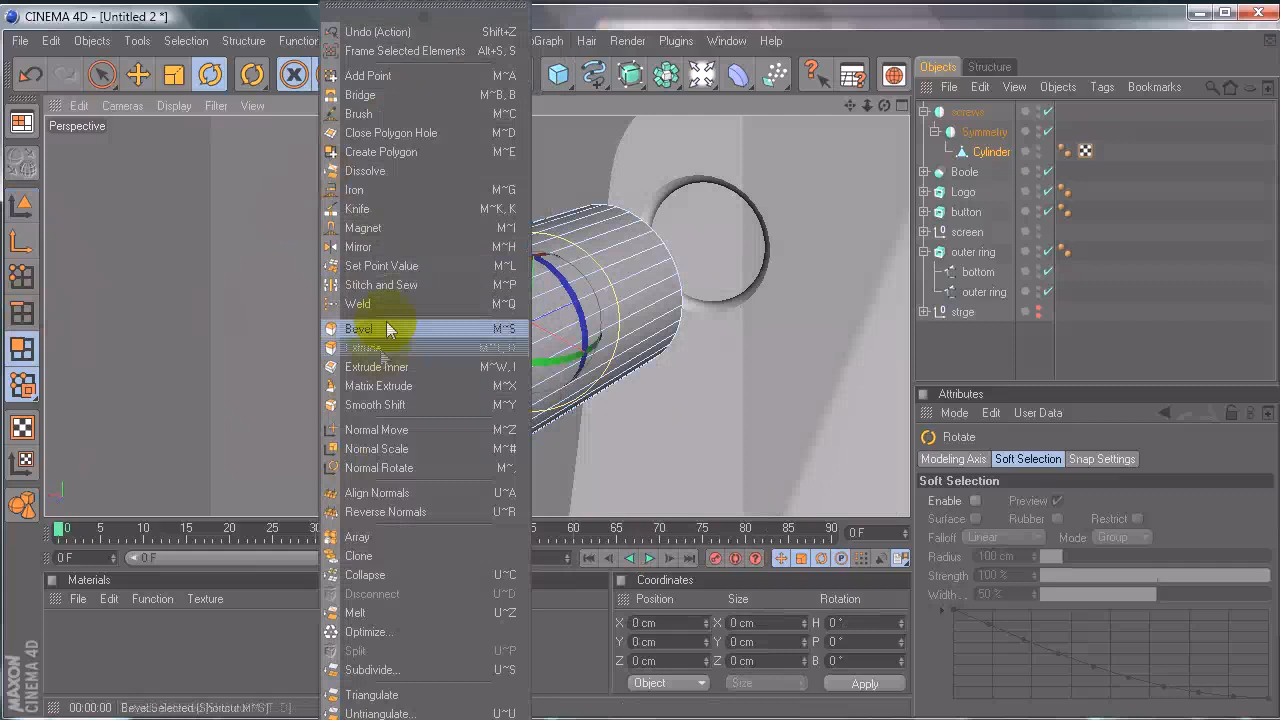 CINEMA 4D - [Untitled 2 *]
File Edit Objects Tools Selection Structure Function
Graph Hair Render Plugins Window Help
Edit Cameras Display Filter View
Perspective
Undo (Action) Shift+Z
Frame Selected Elements Alt+S, S
Add Point M~A
Bridge M~B, B
Brush M~C
Close Polygon Hole M~D
Create Polygon M~E
Dissolve
Iron M~G
Knife M~K, K
Magnet M~I
Mirror M~H
Set Point Value M~L
Stitch and Sew M~P
Weld M~Q
Bevel M~S
Extrude
Extrude Inner M~W, I
Matrix Extrude M~X
Smooth Shift M~Y
Normal Move M~Z
Normal Scale M~#
Normal Rotate M~,
Align Normals U~A
Reverse Normals U~R
Array
Clone
Collapse U~C
Disconnect U~D
Melt U~Z
Optimize...
Split U~P
Subdivide... U~S
Triangulate
Untriangulate... U~U
Objects Structure
File Edit View Objects Tags Bookmarks
Symmetry
Cylinder
Boole
Logo
button
screen
outer ring
bottom
outer ring
strge
Attributes
Mode Edit User Data
Rotate
Modeling Axis Soft Selection Snap Settings
Soft Selection
Enable Preview
Surface Rubber Restrict
Falloff Linear Mode Group
Radius 100 cm
Strength 100 %
Width . . 50 %
0 5 10 15 20 25 30
55 60 65 70 75 80 85 90 0 F
0 F 0 F
Materials
File Edit Function Texture
Coordinates
Position Size Rotation
X 0 cm X 0 cm H 0 °
Y 0 cm Y 0 cm P 0 °
Z 0 cm Z 0 cm B 0 °
Object Size Apply
MAXON
CINEMA 4D
00:00:00